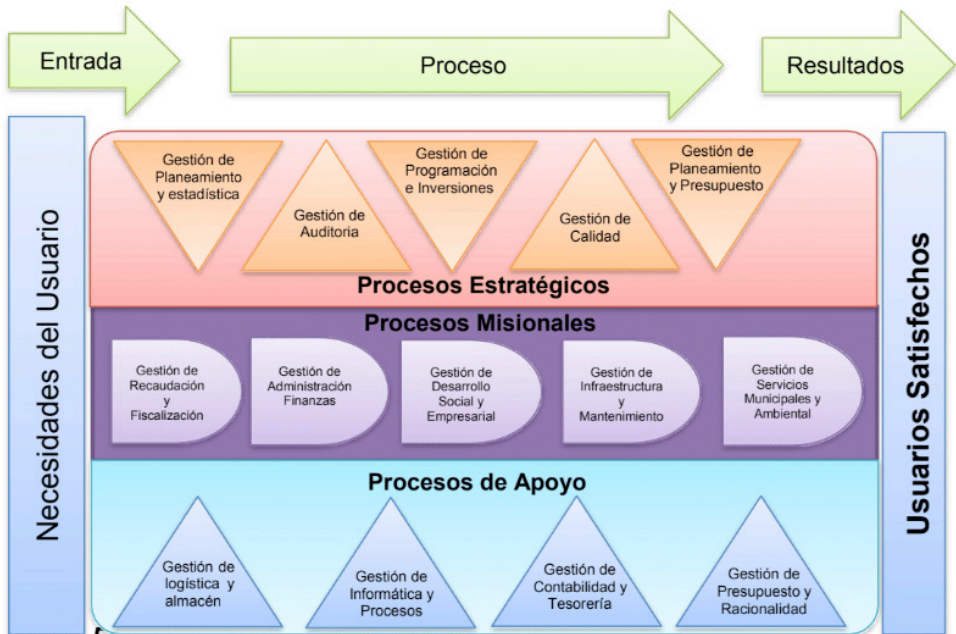 Entrada
Proceso
Resultados
Necesidades del Usuario
Gestión de
Planeamiento
y estadística
Gestión de
Auditoria
Gestión de
Programación
e Inversiones
Gestión de
Calidad
Gestión de
Planeamiento
y Presupuesto
Procesos Estratégicos
Procesos Misionales
Gestión de
Recaudación
y
Fiscalización
Gestión de
Administración
Finanzas
Gestión de
Desarrollo
Social y
Empresarial
Gestión de
Infraestructura
y
Mantenimiento
Gestión de
Servicios
Municipales y
Ambiental
Procesos de Apoyo
Gestión de
logística y
almacén
Gestión de
Informática y
Procesos
Gestión de
Contabilidad y
Tesorería
Gestión de
Presupuesto y
Racionalidad
Usuarios Satisfechos